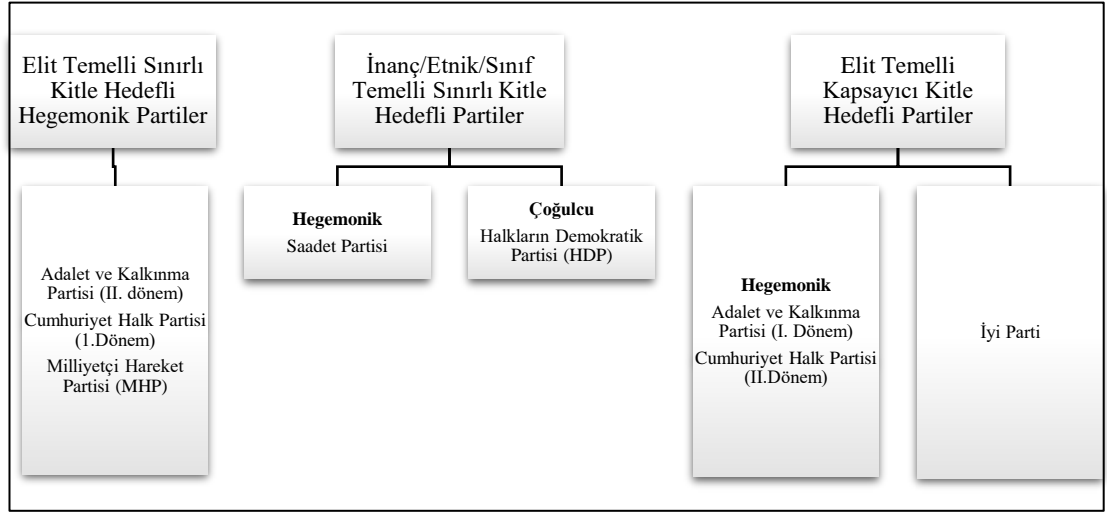 Elit Temelli Sınırlı
Kitle Hedefli
Hegemonik Partiler
Adalet ve Kalkınma
Partisi (II. dönem)
Cumhuriyet Halk Partisi
(1.Dönem)
Milliyetçi Hareket
Partisi (MHP)
İnanç/Etnik/Sınıf
Temelli Sınırlı Kitle
Hedefli Partiler
Hegemonik
Saadet Partisi
Çoğulcu
Halkların Demokratik
Partisi (HDP)
Elit Temelli
Kapsayıcı Kitle
Hedefli Partiler
Hegemonik
Adalet ve Kalkınma
Partisi (I. Dönem)
Cumhuriyet Halk Partisi
(II.Dönem)
İyi Parti